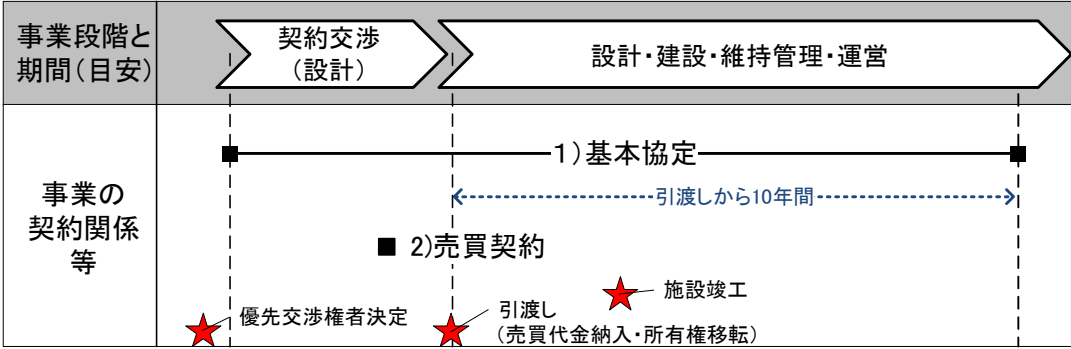 事業段階と
期間(目安)
契約交渉
(設計)
設計・建設・維持管理・運営
事業の
契約関係
等
1)基本協定
引渡しから10年間
2)売買契約
施設竣工
優先交渉権者決定
引渡し
(売買代金納入・所有権移転)